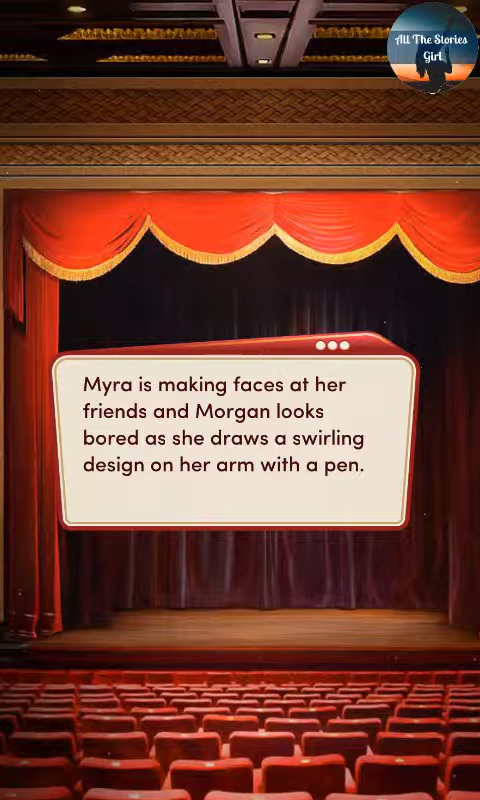 All The Stories
Girl
Myra is making faces at her
friends and Morgan looks
bored as she draws a swirling
design on her arm with a pen.